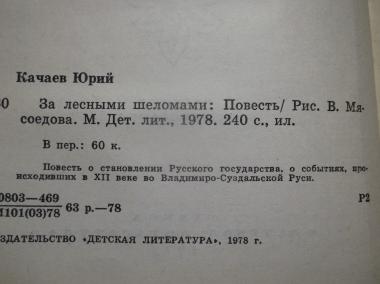 Качаев Юрий
60 За лесными шеломами: Повесть/ Рис. В. Мя-
соедова. М. Дет. лит., 1978. 240 с., ил.
В пер.: 60 к.
Повесть о становлении Русского государства, о событиях, про-
исходивших в XII веке во Владимиро-Суздальской Руси.
0803—469
1101(03)78 63 р.—78
Р2
ЗДАТЕЛЬСТВО «ДЕТСКАЯ ЛИТЕРАТУРА», 1978 г.